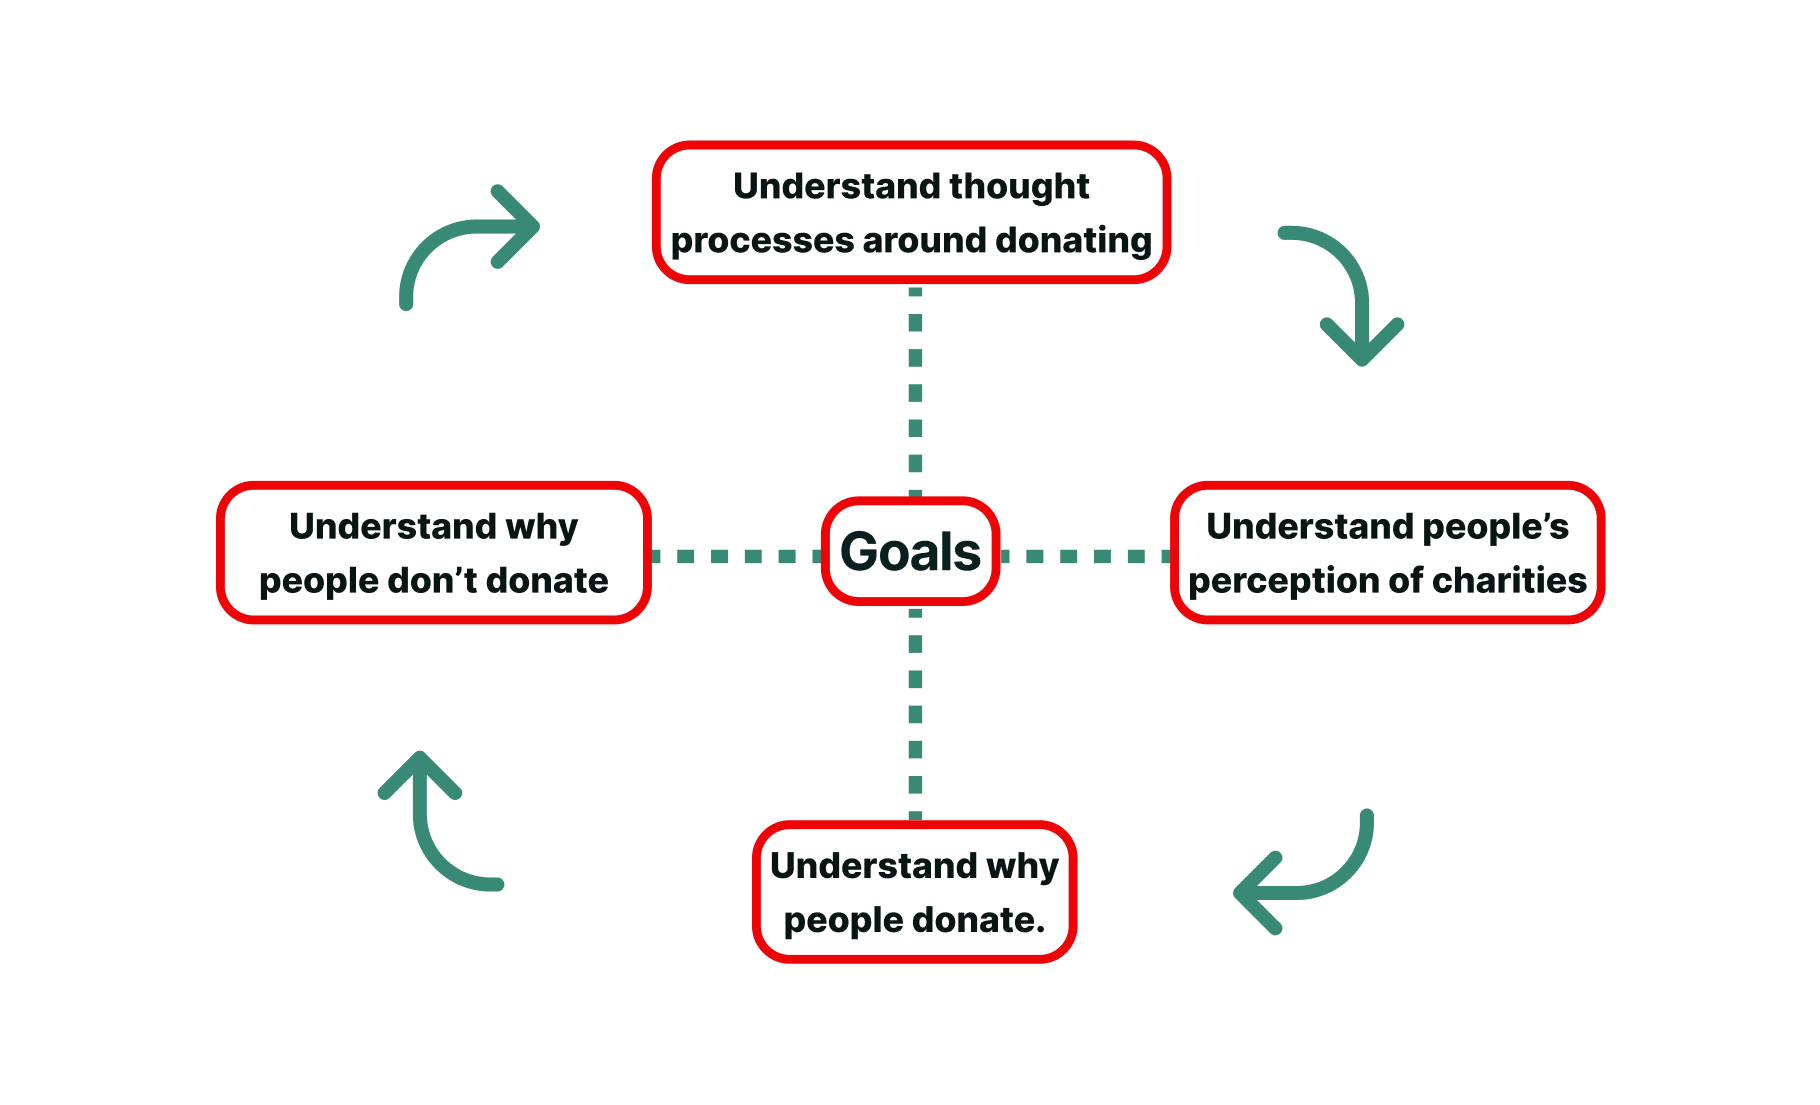 Understand thought
processes around donating
Understand why
people don’t donate
Goals
Understand people’s
perception of charities
Understand why
people donate.